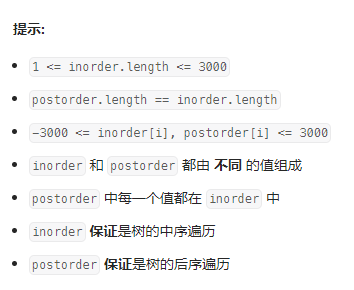 提示:
1 <= inorder.length <= 3000
postorder.length == inorder.length
-3000 <= inorder[i], postorder[i] <= 3000
inorder 和 postorder 都由 不同 的值组成
postorder 中每一个值都在 inorder 中
inorder 保证是树的中序遍历
postorder 保证是树的后序遍历